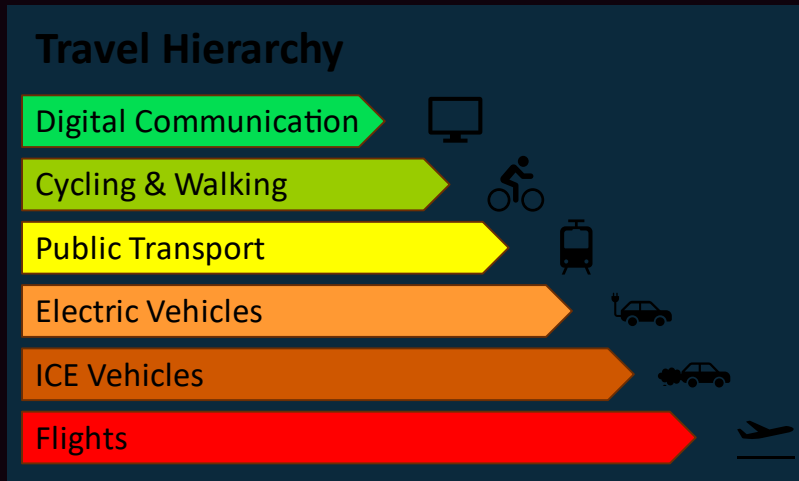 Travel Hierarchy
Digital Communication
Cycling & Walking
Public Transport
Electric Vehicles
ICE Vehicles
Flights